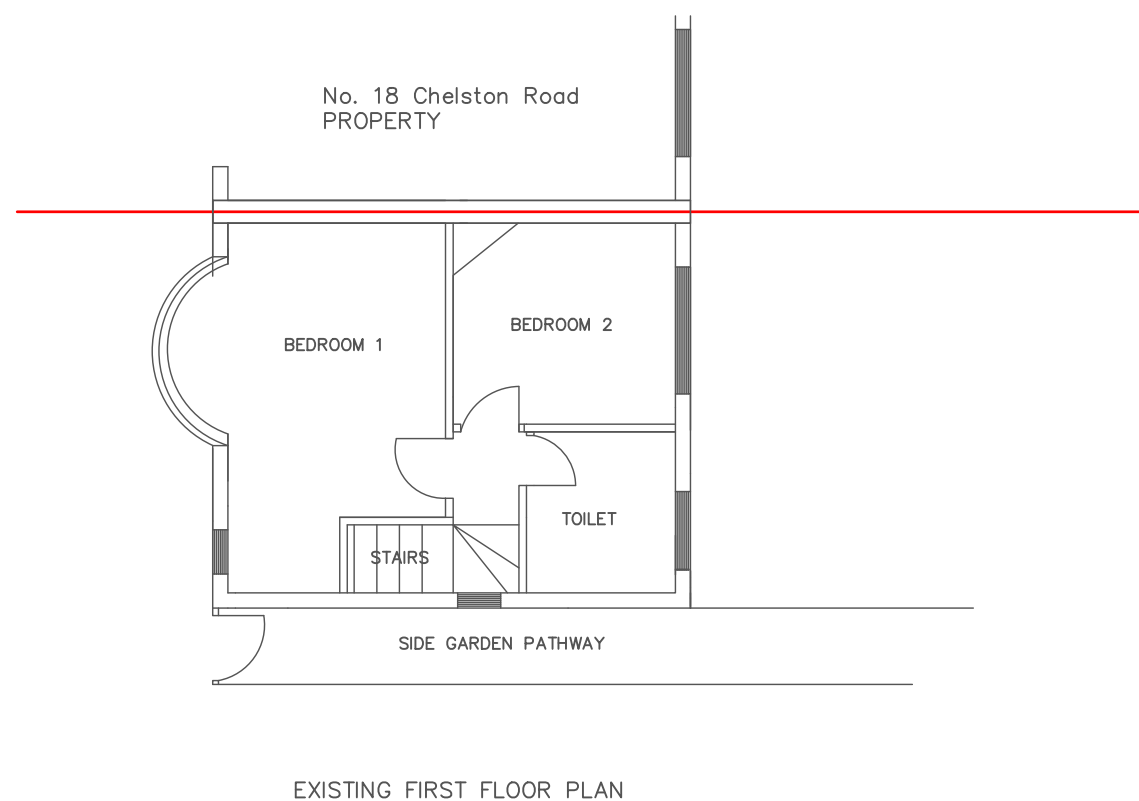 No. 18 Chelston Road
PROPERTY
BEDROOM 2
BEDROOM 1
TOILET
STAIRS
SIDE GARDEN PATHWAY
EXISTING FIRST FLOOR PLAN